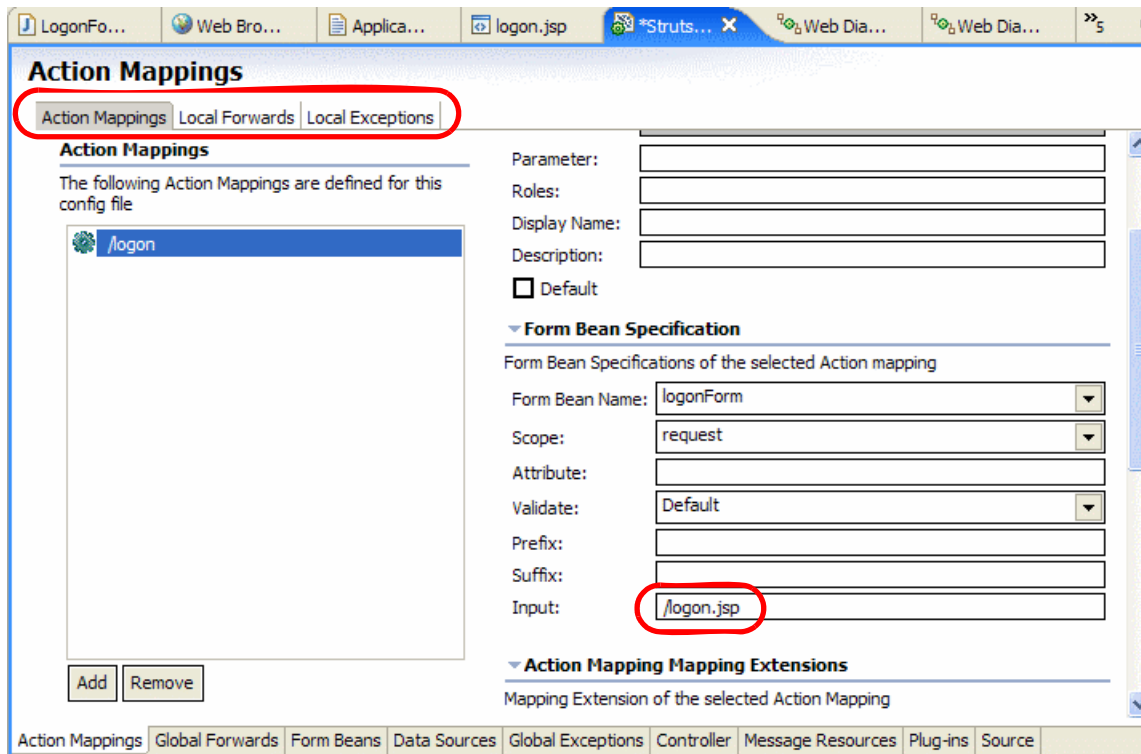 LogonFo... Web Bro... Applica... logon.jsp *Struts... X Web Dia... Web Dia... »5
Action Mappings
Action Mappings Local Forwards Local Exceptions
Action Mappings
The following Action Mappings are defined for this
config file
/logon
Add Remove
Parameter:
Roles:
Display Name:
Description:
Default
Form Bean Specification
Form Bean Specifications of the selected Action mapping
Form Bean Name: logonForm
Scope: request
Attribute:
Validate: Default
Prefix:
Suffix:
Input: /logon.jsp
Action Mapping Mapping Extensions
Mapping Extension of the selected Action Mapping
Action Mappings Global Forwards Form Beans Data Sources Global Exceptions Controller Message Resources Plug-ins Source